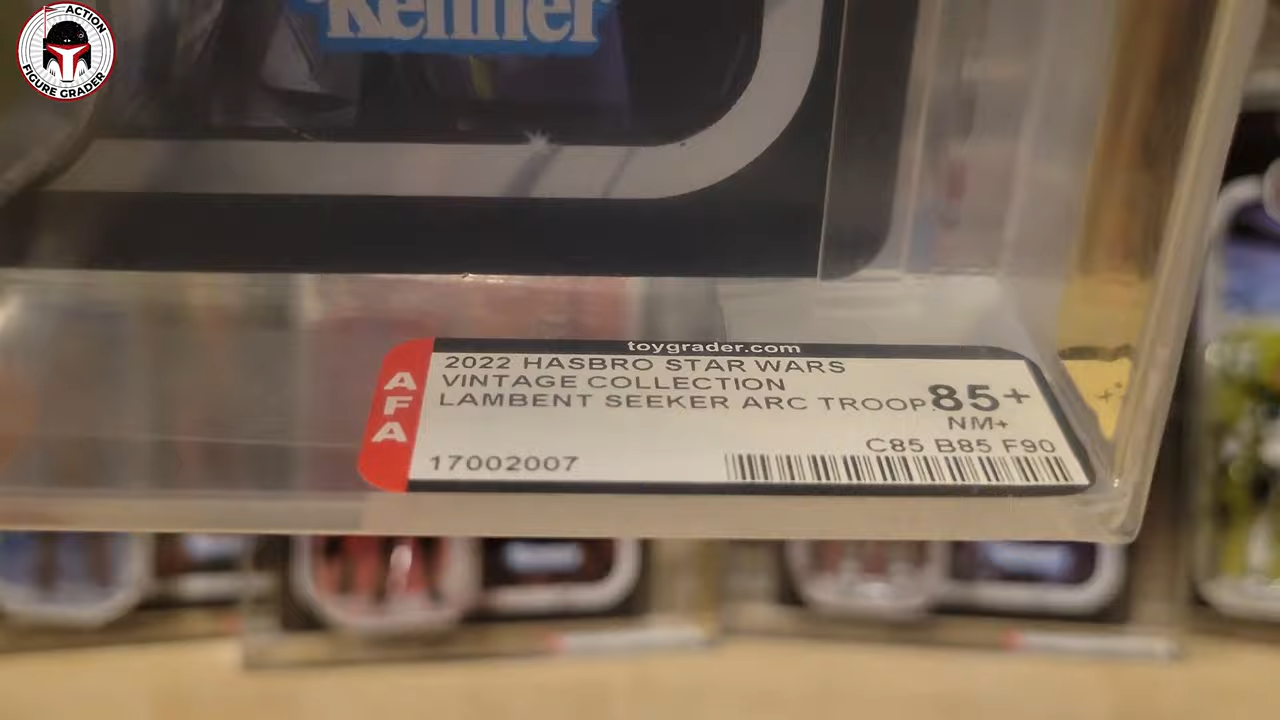 ACTION
FIGURE GRADER
Kenner
toygrader.com
AFA
2022 HASBRO STAR WARS
VINTAGE COLLECTION
LAMBENT SEEKER ARC TROOP.
85+
NM+
C85 B85 F90
17002007